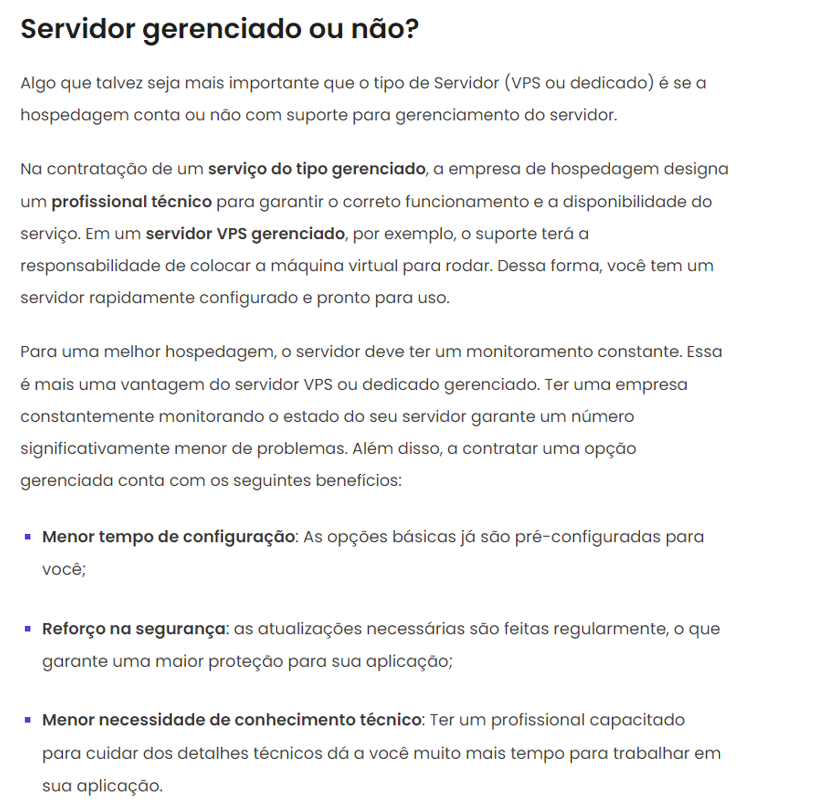 Servidor gerenciado ou não?
Algo que talvez seja mais importante que o tipo de Servidor (VPS ou dedicado) é se a
hospedagem conta ou não com suporte para gerenciamento do servidor.
Na contratação de um serviço do tipo gerenciado, a empresa de hospedagem designa
um profissional técnico para garantir o correto funcionamento e a disponibilidade do
serviço. Em um servidor VPS gerenciado, por exemplo, o suporte terá a
responsabilidade de colocar a máquina virtual para rodar. Dessa forma, você tem um
servidor rapidamente configurado e pronto para uso.
Para uma melhor hospedagem, o servidor deve ter um monitoramento constante. Essa
é mais uma vantagem do servidor VPS ou dedicado gerenciado. Ter uma empresa
constantemente monitorando o estado do seu servidor garante um número
significativamente menor de problemas. Além disso, a contratar uma opção
gerenciada conta com os seguintes benefícios:
Menor tempo de configuração: As opções básicas já são pré-configuradas para
você;
Reforço na segurança: as atualizações necessárias são feitas regularmente, o que
garante uma maior proteção para sua aplicação;
Menor necessidade de conhecimento técnico: Ter um profissional capacitado
para cuidar dos detalhes técnicos dá a você muito mais tempo para trabalhar em
sua aplicação.